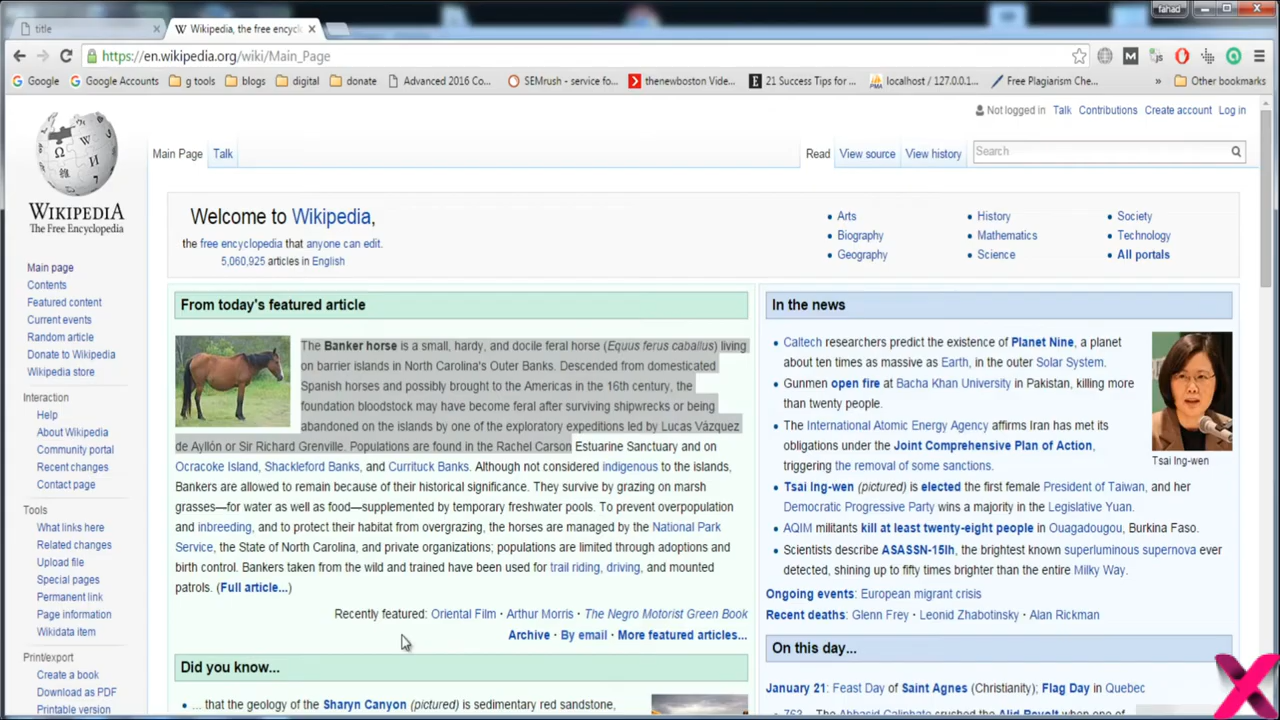 fahad
title
Wikipedia, the free encyc
https://en.wikipedia.org/wiki/Main_Page
Google
Google Accounts
g tools
blogs
digital
donate
Advanced 2016 Co...
SEMrush - service fo...
thenewboston Vide...
21 Success Tips for ...
localhost / 127.0.0.1...
Free Plagiarism Che...
»
Other bookmarks
Not logged in Talk Contributions Create account Log in
Main Page Talk
Read View source View history
Search
WIKIPEDIA
The Free Encyclopedia
Main page
Contents
Featured content
Current events
Random article
Donate to Wikipedia
Wikipedia store
Interaction
Help
About Wikipedia
Community portal
Recent changes
Contact page
Tools
What links here
Related changes
Upload file
Special pages
Permanent link
Page information
Wikidata item
Print/export
Create a book
Download as PDF
Printable version
Welcome to Wikipedia,
the free encyclopedia that anyone can edit.
5,060,925 articles in English
• Arts
• Biography
• Geography
• History
• Mathematics
• Science
• Society
• Technology
• All portals
From today's featured article
The Banker horse is a small, hardy, and docile feral horse (Equus ferus caballus) living
on barrier islands in North Carolina's Outer Banks. Descended from domesticated
Spanish horses and possibly brought to the Americas in the 16th century, the
foundation bloodstock may have become feral after surviving shipwrecks or being
abandoned on the islands by one of the exploratory expeditions led by Lucas Vázquez
de Ayllón or Sir Richard Grenville. Populations are found in the Rachel Carson Estuarine Sanctuary and on
Ocracoke Island, Shackleford Banks, and Currituck Banks. Although not considered indigenous to the islands,
Bankers are allowed to remain because of their historical significance. They survive by grazing on marsh
grasses—for water as well as food—supplemented by temporary freshwater pools. To prevent overpopulation
and inbreeding, and to protect their habitat from overgrazing, the horses are managed by the National Park
Service, the State of North Carolina, and private organizations; populations are limited through adoptions and
birth control. Bankers taken from the wild and trained have been used for trail riding, driving, and mounted
patrols. (Full article...)
Recently featured: Oriental Film · Arthur Morris · The Negro Motorist Green Book
Archive · By email · More featured articles...
Did you know...
• ... that the geology of the Sharyn Canyon (pictured) is sedimentary red sandstone,
In the news
• Caltech researchers predict the existence of Planet Nine, a planet
about ten times as massive as Earth, in the outer Solar System.
• Gunmen open fire at Bacha Khan University in Pakistan, killing more
than twenty people.
• The International Atomic Energy Agency affirms Iran has met its
obligations under the Joint Comprehensive Plan of Action,
triggering the removal of some sanctions.
• Tsai Ing-wen (pictured) is elected the first female President of Taiwan, and her
Democratic Progressive Party wins a majority in the Legislative Yuan.
• AQIM militants kill at least twenty-eight people in Ouagadougou, Burkina Faso.
• Scientists describe ASASSN-15lh, the brightest known superluminous supernova ever
detected, shining up to fifty times brighter than the entire Milky Way.
Tsai Ing-wen
Ongoing events: European migrant crisis
Recent deaths: Glenn Frey · Leonid Zhabotinsky · Alan Rickman
On this day...
January 21: Feast Day of Saint Agnes (Christianity); Flag Day in Quebec
• 763 – The Abbasid Caliphate crushed the Alid Revolt when one of